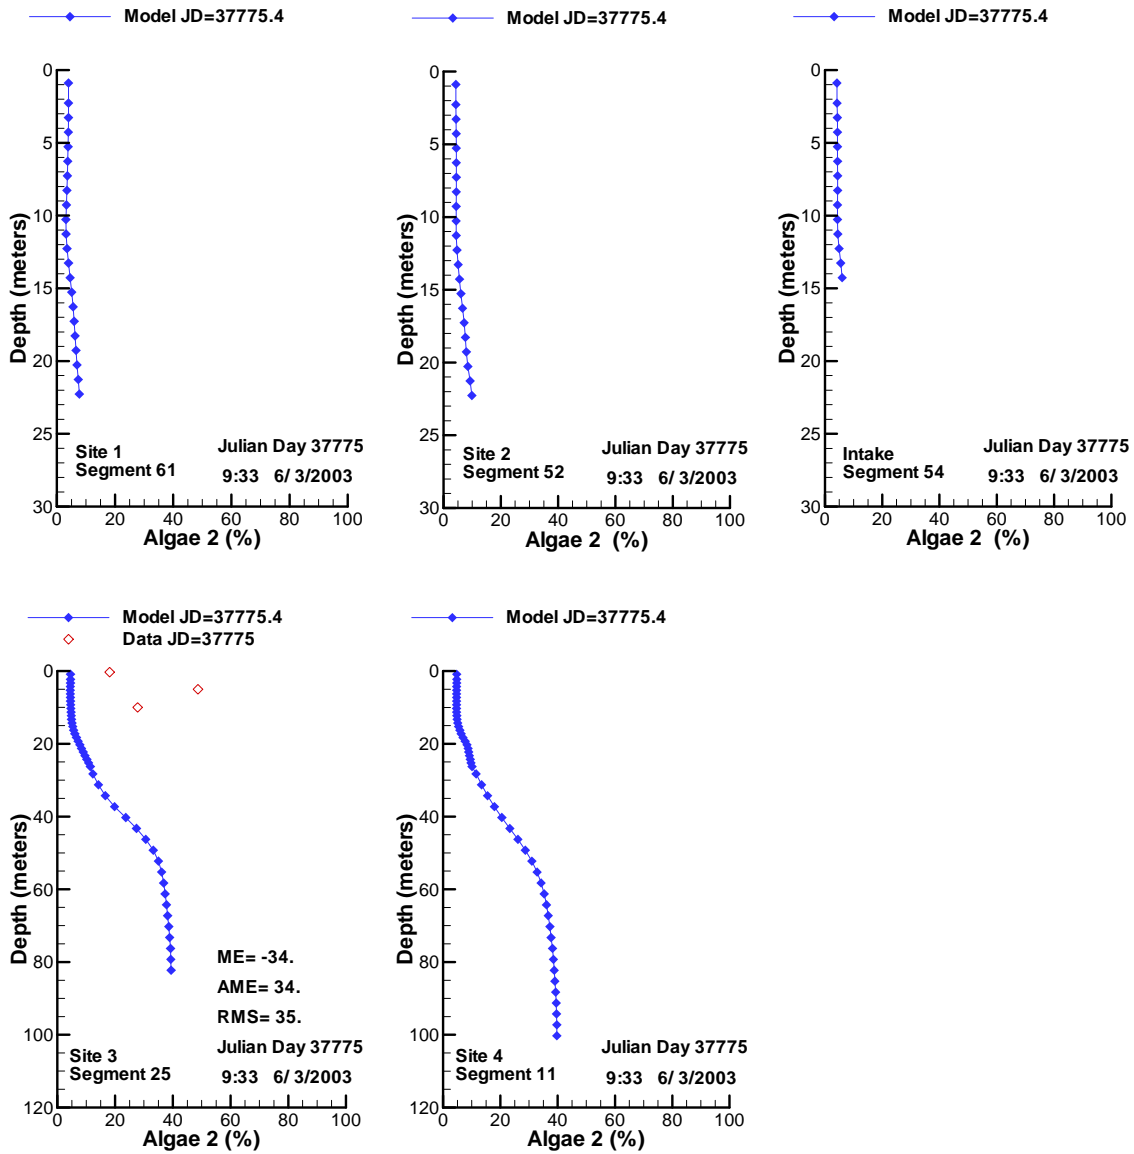 Model JD=37775.4
0
5
10
15
20
25
30
Depth (meters)
Site 1
Segment 61
Julian Day 37775
9:33 6/ 3/2003
0 20 40 60 80 100
Algae 2 (%)
Model JD=37775.4
0
5
10
15
20
25
30
Depth (meters)
Site 2
Segment 52
Julian Day 37775
9:33 6/ 3/2003
0 20 40 60 80 100
Algae 2 (%)
Model JD=37775.4
0
5
10
15
20
25
30
Depth (meters)
Intake
Segment 54
Julian Day 37775
9:33 6/ 3/2003
0 20 40 60 80 100
Algae 2 (%)
Model JD=37775.4
Data JD=37775
0
20
40
60
80
100
120
Depth (meters)
ME= -34.
AME= 34.
RMS= 35.
Site 3
Segment 25
Julian Day 37775
9:33 6/ 3/2003
0 20 40 60 80 100
Algae 2 (%)
Model JD=37775.4
0
20
40
60
80
100
120
Depth (meters)
Site 4
Segment 11
Julian Day 37775
9:33 6/ 3/2003
0 20 40 60 80 100
Algae 2 (%)